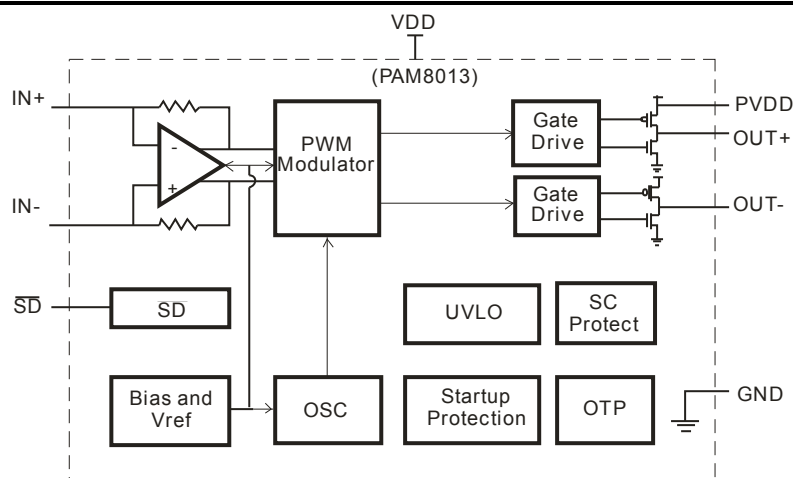 VDD
(PAM8013)
IN+
IN-
-
+
PWM
Modulator
Gate
Drive
Gate
Drive
PVDD
OUT+
OUT-
SD
SD
UVLO
SC
Protect
Bias and
Vref
OSC
Startup
Protection
OTP
GND